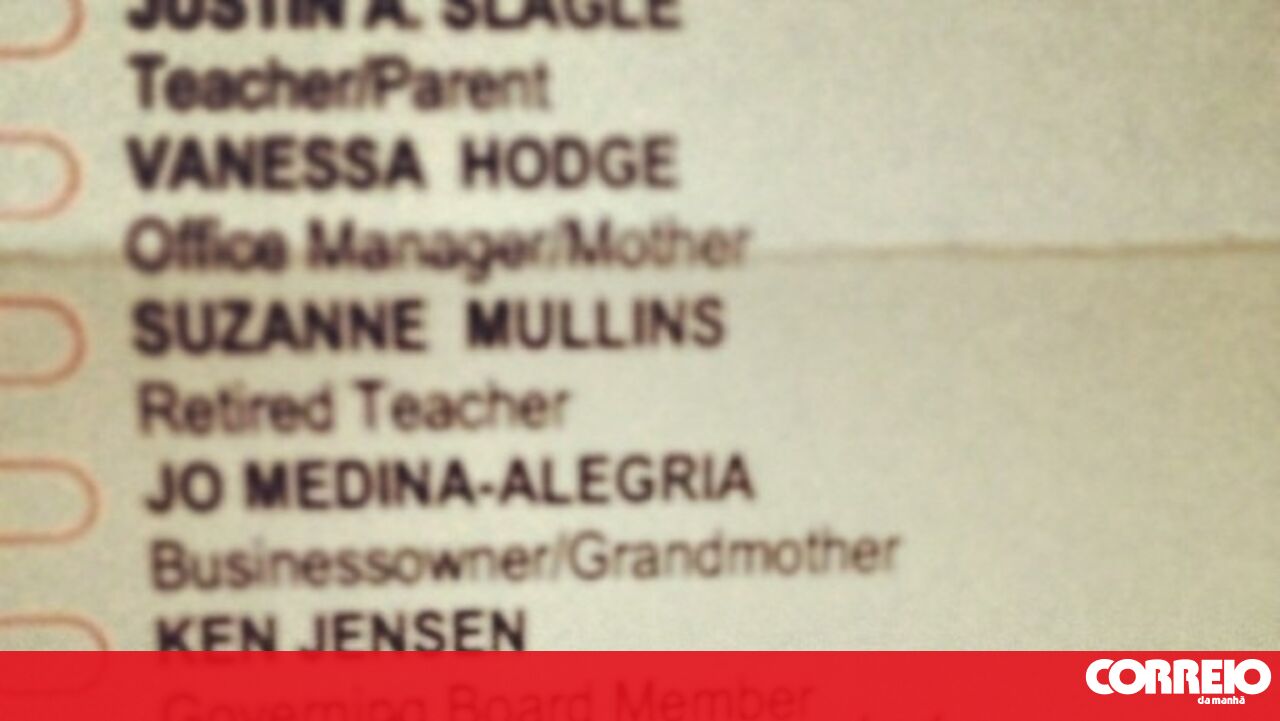 JUSTIN A. SLAGLE
Teacher/Parent
VANESSA HODGE
Office Manager/Mother
SUZANNE MULLINS
Retired Teacher
JO MEDINA-ALEGRIA
Businessowner/Grandmother
KEN JENSEN
Governing Board Member
CORREIO
da manhã